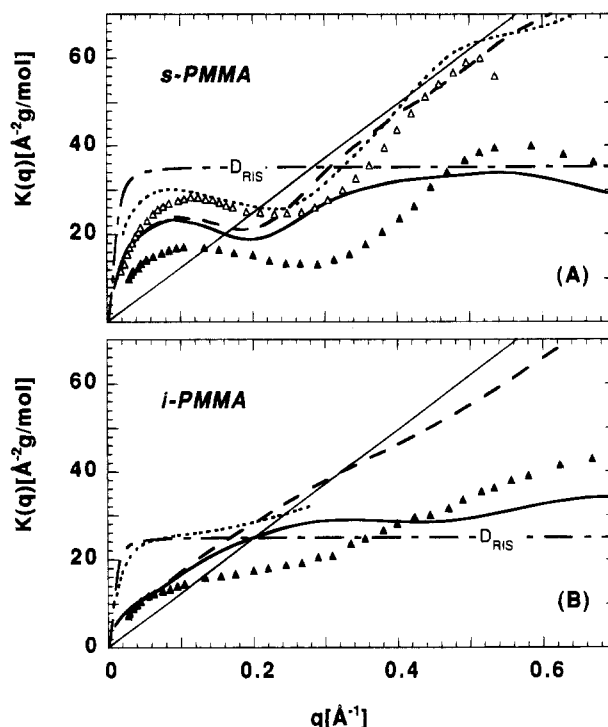 60
40
20
K(q)[Å⁻²g/mol]
s-PMMA
D_RIS
(A)
60
40
20
0
K(q)[Å⁻²g/mol]
i-PMMA
D_RIS
(B)
0 0.2 0.4 0.6
q[Å⁻¹]